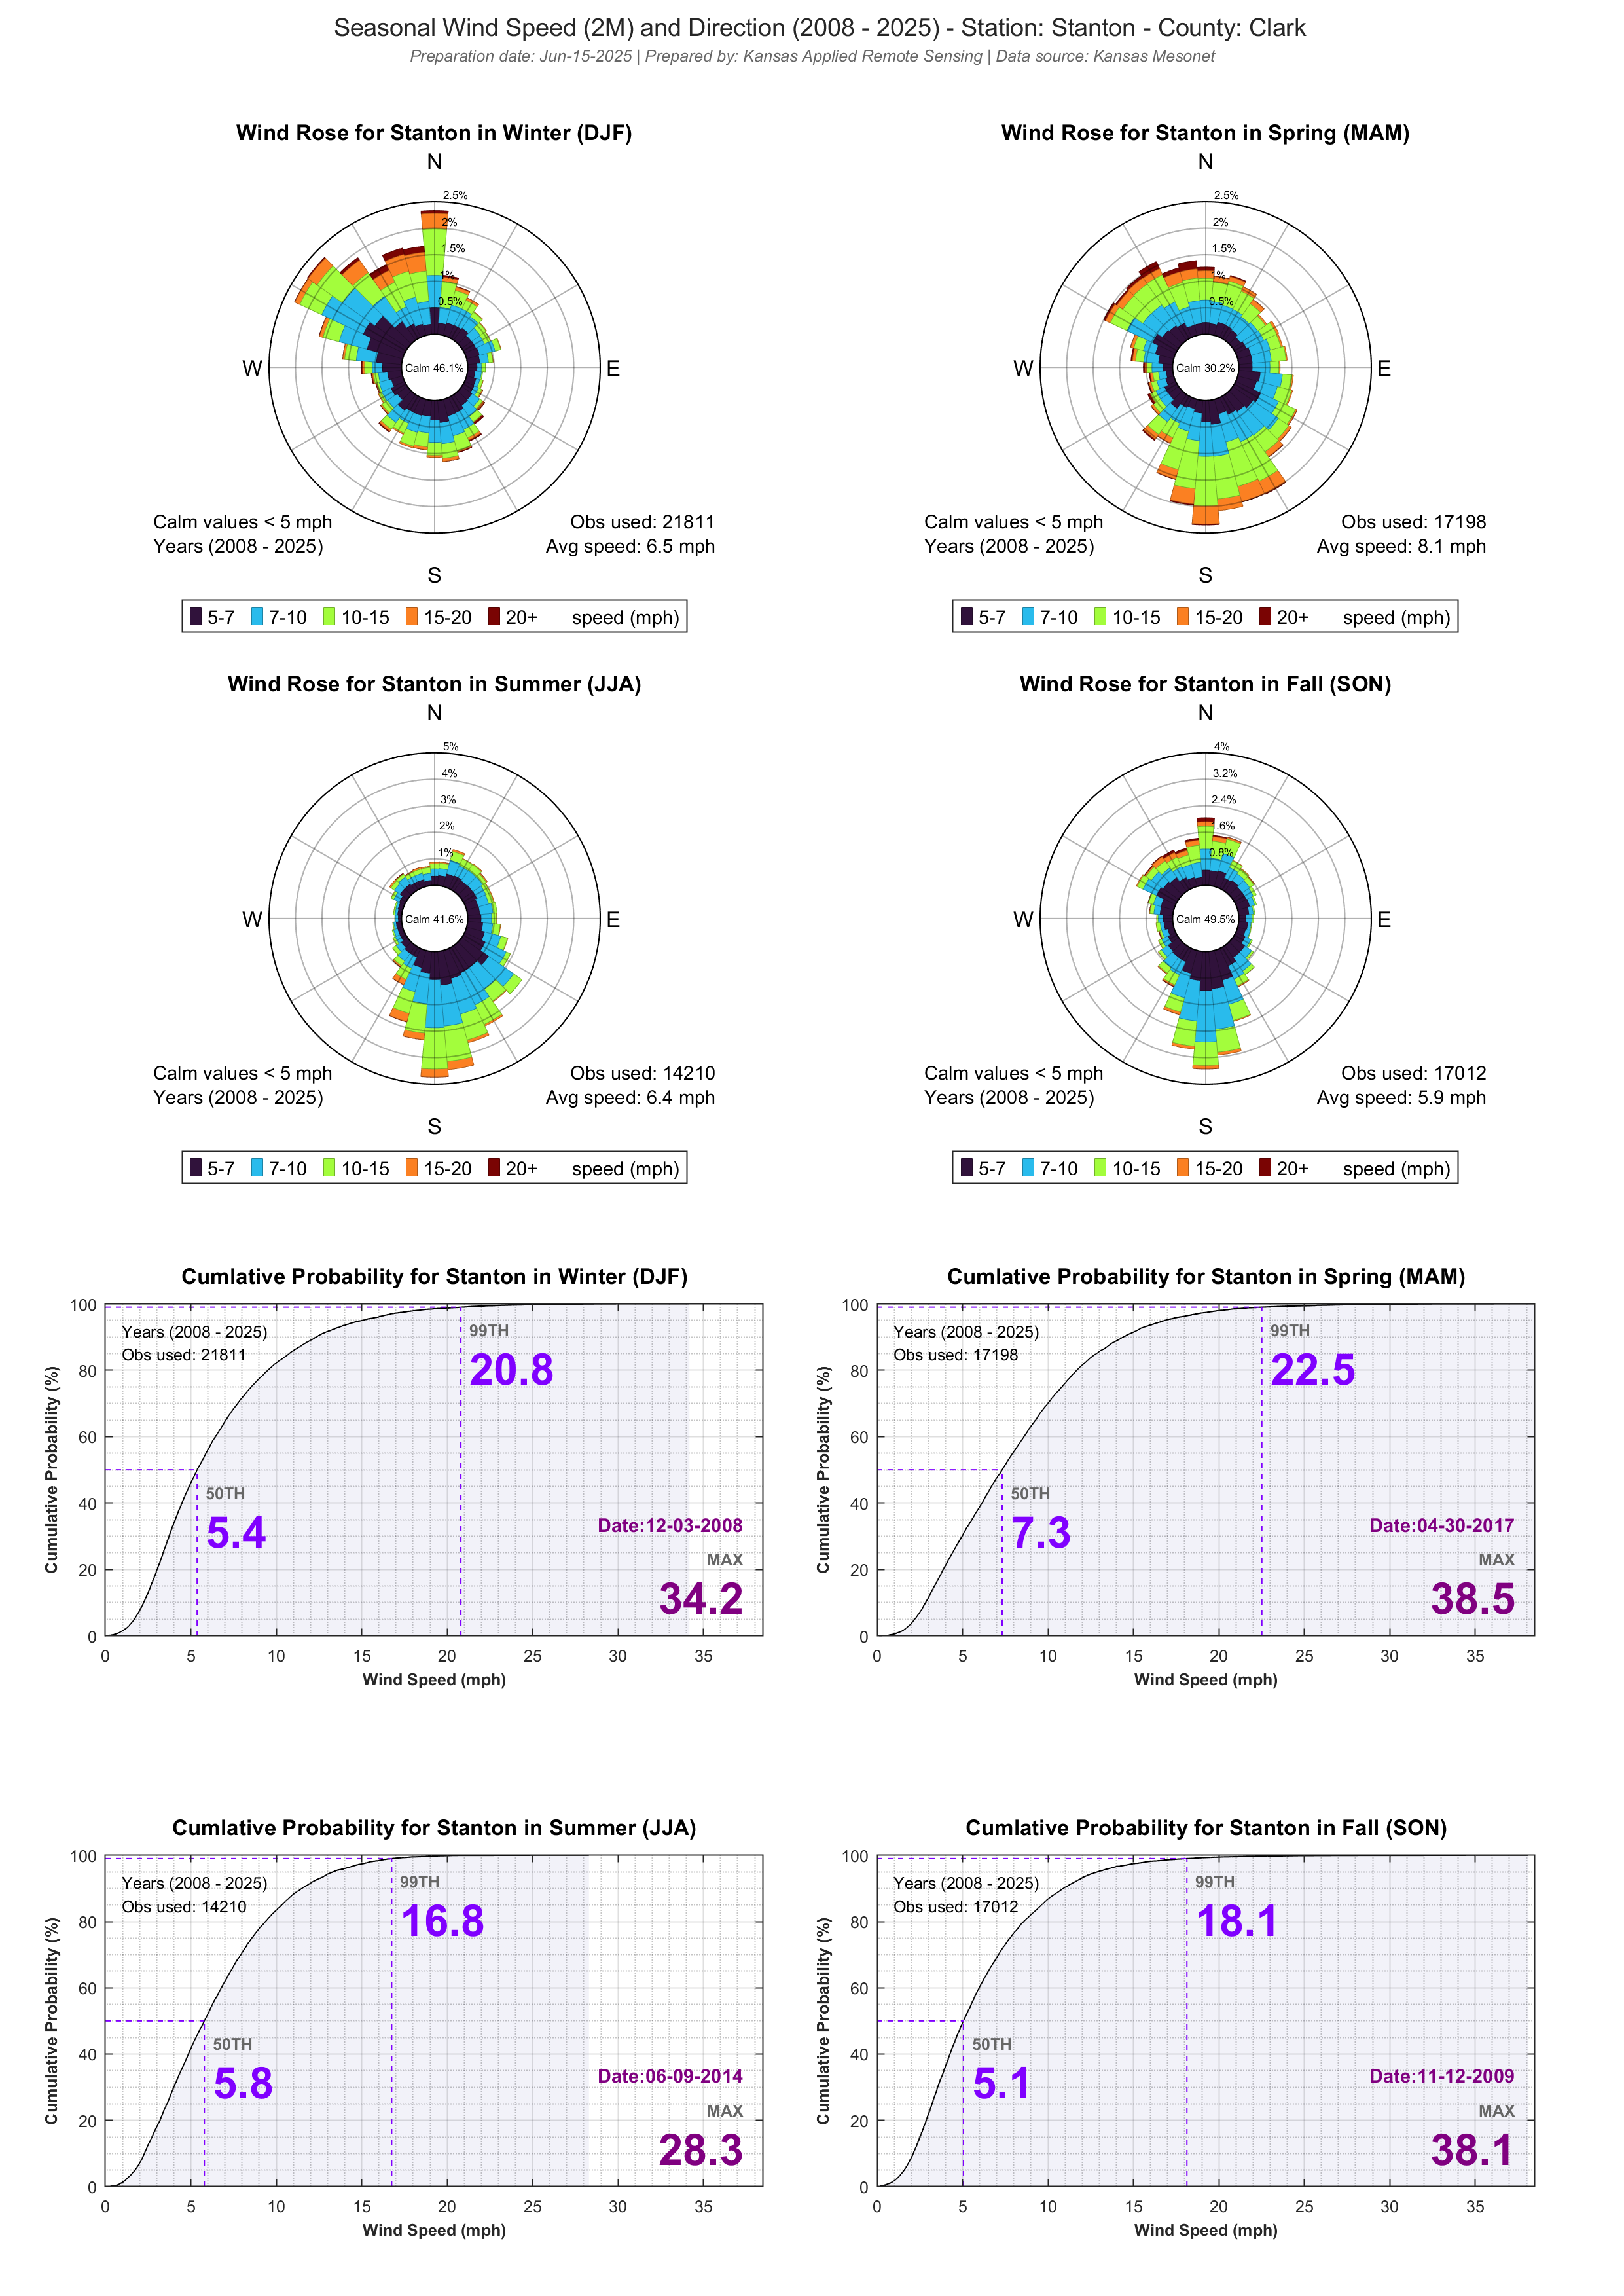 Seasonal Wind Speed (2M) and Direction (2008 - 2025) - Station: Stanton - County: Clark
Preparation date: Jun-15-2025 | Prepared by: Kansas Applied Remote Sensing | Data source: Kansas Mesonet
Wind Rose for Stanton in Winter (DJF)
N
2.5%
2%
1.5%
1%
0.5%
W
Calm 46.1%
E
Calm values < 5 mph
Years (2008 - 2025)
Obs used: 21811
Avg speed: 6.5 mph
S
5-7 7-10 10-15 15-20 20+ speed (mph)
Wind Rose for Stanton in Spring (MAM)
N
2.5%
2%
1.5%
1%
0.5%
W
Calm 30.2%
E
Calm values < 5 mph
Years (2008 - 2025)
Obs used: 17198
Avg speed: 8.1 mph
S
5-7 7-10 10-15 15-20 20+ speed (mph)
Wind Rose for Stanton in Summer (JJA)
N
5%
4%
3%
2%
1%
W
Calm 41.6%
E
Calm values < 5 mph
Years (2008 - 2025)
Obs used: 14210
Avg speed: 6.4 mph
S
5-7 7-10 10-15 15-20 20+ speed (mph)
Wind Rose for Stanton in Fall (SON)
N
4%
3.2%
2.4%
1.6%
0.8%
W
Calm 49.5%
E
Calm values < 5 mph
Years (2008 - 2025)
Obs used: 17012
Avg speed: 5.9 mph
S
5-7 7-10 10-15 15-20 20+ speed (mph)
Cumlative Probability for Stanton in Winter (DJF)
Cumulative Probability (%)
100
80
60
40
20
0
Years (2008 - 2025)
Obs used: 21811
99TH
20.8
50TH
5.4
Date:12-03-2008
MAX
34.2
0 5 10 15 20 25 30 35
Wind Speed (mph)
Cumlative Probability for Stanton in Spring (MAM)
Cumulative Probability (%)
100
80
60
40
20
0
Years (2008 - 2025)
Obs used: 17198
99TH
22.5
50TH
7.3
Date:04-30-2017
MAX
38.5
0 5 10 15 20 25 30 35
Wind Speed (mph)
Cumlative Probability for Stanton in Summer (JJA)
Cumulative Probability (%)
100
80
60
40
20
0
Years (2008 - 2025)
Obs used: 14210
99TH
16.8
50TH
5.8
Date:06-09-2014
MAX
28.3
0 5 10 15 20 25 30 35
Wind Speed (mph)
Cumlative Probability for Stanton in Fall (SON)
Cumulative Probability (%)
100
80
60
40
20
0
Years (2008 - 2025)
Obs used: 17012
99TH
18.1
50TH
5.1
Date:11-12-2009
MAX
38.1
0 5 10 15 20 25 30 35
Wind Speed (mph)